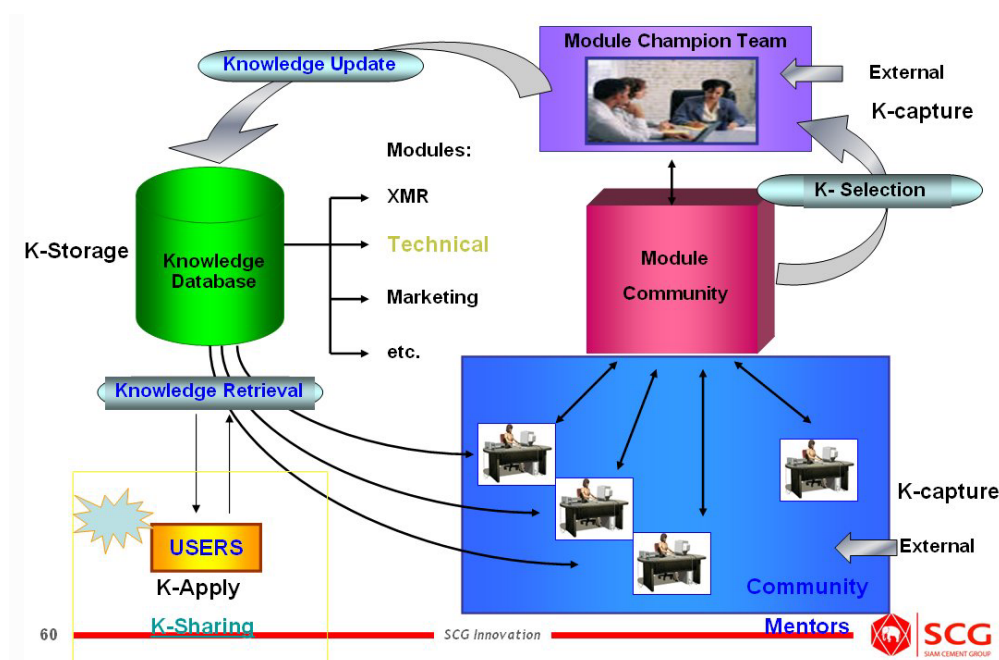 Module Champion Team
Knowledge Update
External
K-capture
Modules:
XMR
K- Selection
K-Storage
Technical
Knowledge
Database
Module
Community
Marketing
etc.
Knowledge Retrieval
K-capture
USERS
External
K-Apply
Community
K-Sharing
Mentors
60
SCG Innovation
SCG
SIAM CEMENT GROUP